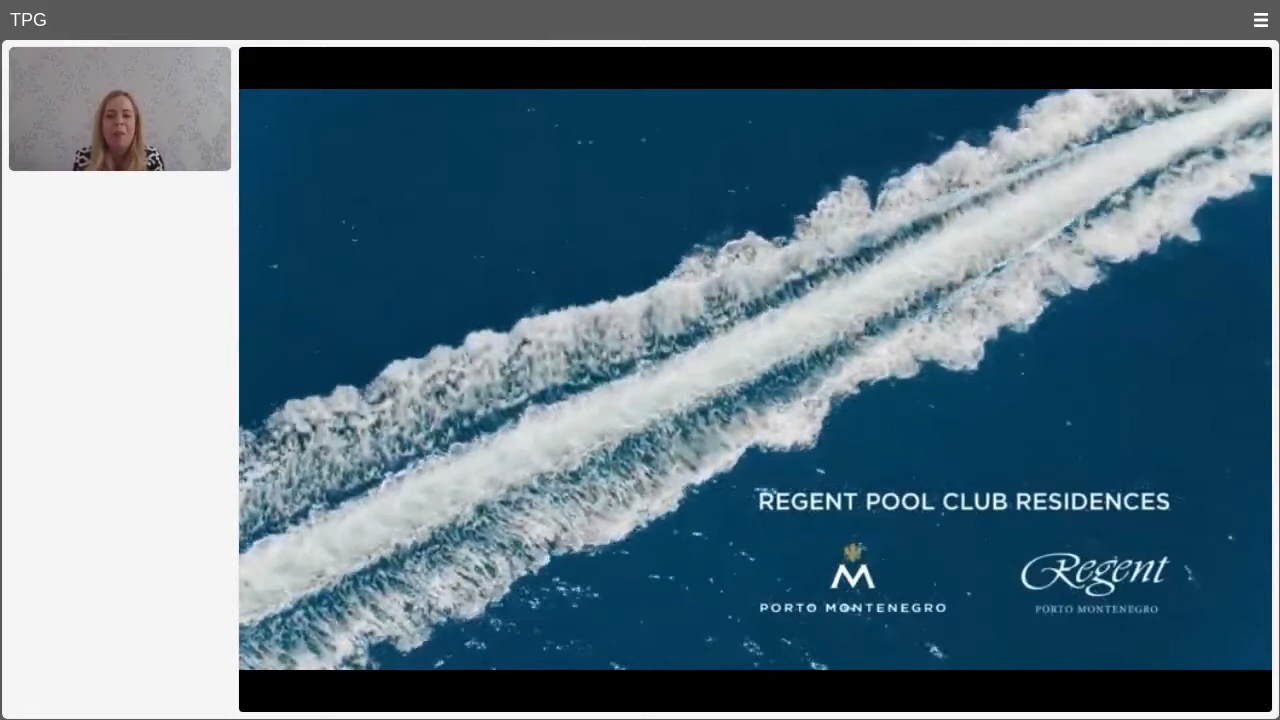 TPG
REGENT POOL CLUB RESIDENCES
PORTO MONTENEGRO
Regent
PORTO MONTENEGRO